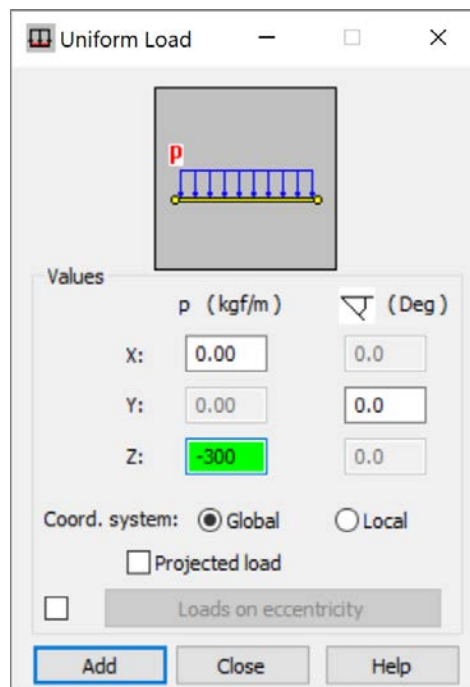 Uniform Load
p
Values
p (kgf/m) (Deg)
X: 0.00 0.0
Y: 0.00 0.0
Z: -300 0.0
Coord. system: Global Local
Projected load
Loads on eccentricity
Add Close Help